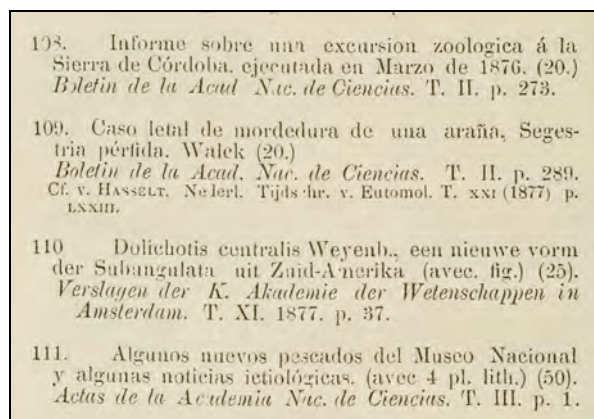 108. Informe sobre una excursion zoologica á la
Sierra de Córdoba. ejecutada en Marzo de 1876. (20.)
Boletin de la Acad Nac. de Ciencias. T. II. p. 273.
109. Caso letal de mordedura de una araña, Seges-
tria pérfida. Walck (20.)
Boletin de la Acad. Nac. de Ciencias. T. II. p. 289.
Cf. v. HASSELT. Nederl. Tijdschr. v. Entomol. T. XXI (1877) p.
LXXIII.
110 Dolichotis centralis Weyenb., een nieuwe vorm
der Subungulata uit Zuid-Amerika (avec. fig.) (25).
Verslagen der K. Akademie der Wetenschappen in
Amsterdam. T. XI. 1877. p. 37.
111. Algunos nuevos pescados del Museo Nacional
y algunas noticias ictiológicas. (avec 4 pl. lith.) (50).
Actas de la Academia Nac. de Ciencias. T. III. p. 1.